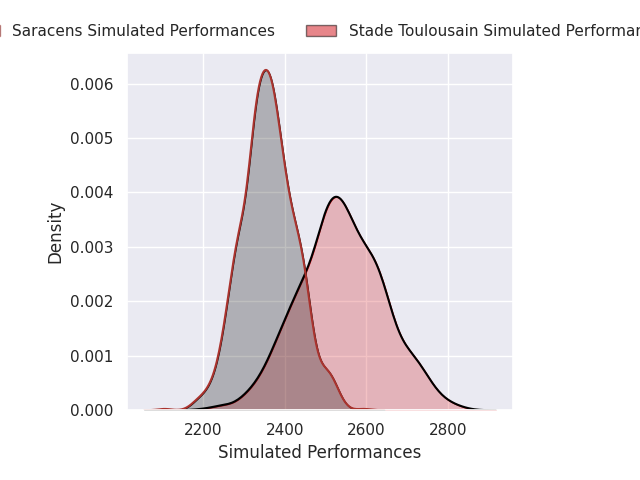 Saracens Simulated Performances
Stade Toulousain Simulated Performan
0.006
0.005
0.004
0.003
0.002
0.001
0.000
Density
2200
2400
2600
2800
Simulated Performances